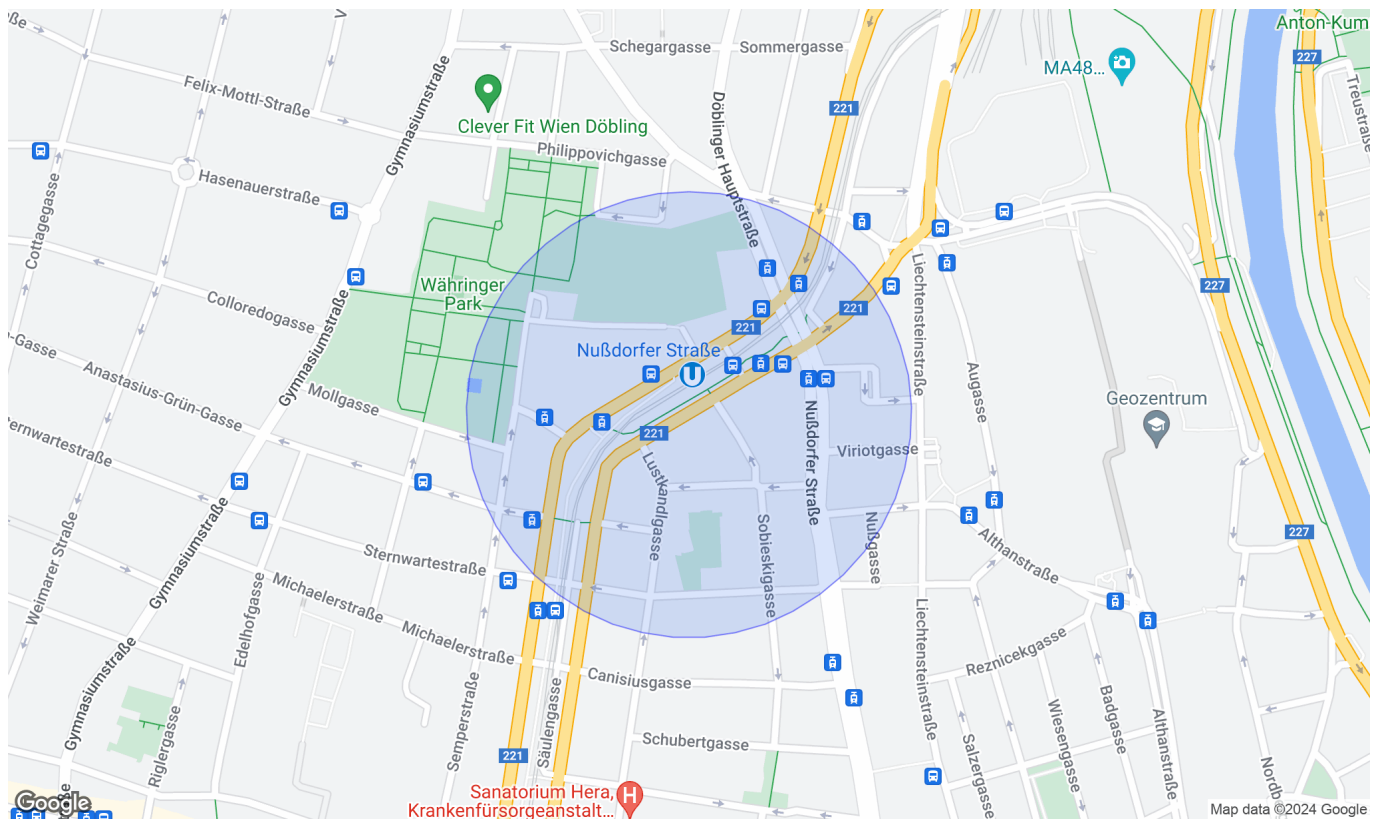 Schegargasse
Sommergasse
Anton-Kum
227
MA48...
Felix-Mottl-Straße
Gymnasiumstraße
Clever Fit Wien Döbling
Döblinger Hauptstraße
221
Treustraße
Philippovichgasse
Hasenauerstraße
Cottagegasse
Währinger
Park
Colloredogasse
Gymnasiumstraße
221
221
227
Liechtensteinstraße
Nußdorfer Straße
-Gasse
Anastasius-Grün-Gasse
Mollgasse
Augasse
Geozentrum
221
Sternwartestraße
Lustkandlgasse
Nußdorfer Straße
Viriotgasse
Weimarer Straße
Gymnasiumstraße
Sobieskigasse
Nußgasse
Althanstraße
227
Sternwartestraße
Michaelerstraße
Edelhofgasse
Michaelerstraße
Liechtensteinstraße
Reznicekgasse
Gymnasiumstraße
Canisiusgasse
Semperstraße
Säulengasse
Riglergasse
Schubertgasse
221
Salzergasse
Wiesengasse
Badgasse
Althanstraße
Sanatorium Hera,
Krankenfürsorgeanstalt...
H
Google
Map data ©2024 Google